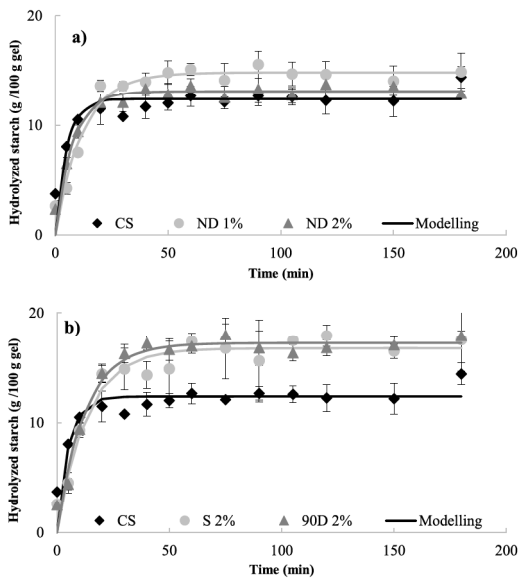 20
a)
Hydrolyzed starch (g /100 g gel)
10
0
CS ND 1% ND 2% Modelling
0 50 100 150 200
Time (min)
20
b)
Hydrolyzed starch (g /100 g gel)
10
0
CS S 2% 90D 2% Modelling
0 50 100 150 200
Time (min)